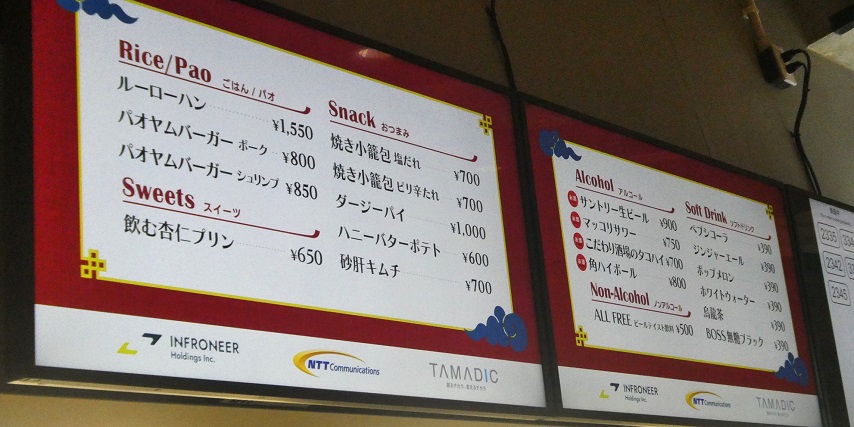 Rice/Pao ごはん / パオ
ルーローハン ¥1,550
パオヤムバーガー ポーク ¥800
パオヤムバーガー シュリンプ ¥850
Sweets スイーツ
飲む杏仁プリン ¥650
Snack おつまみ
焼き小籠包 塩だれ ¥700
焼き小籠包 ピリ辛だれ ¥700
ダージーパイ ¥1,000
ハニーバターポテト ¥600
砂肝キムチ ¥700
INFRONEER
Holdings Inc.
NTT Communications
TAMADIC
Alcohol アルコール
サントリー生ビール ¥900
マッコリサワー ¥750
こだわり酒場のタコハイ ¥700
角ハイボール ¥800
Non-Alcohol ノンアルコール
ALL FREE ビールテイスト飲料 ¥500
Soft Drink ソフトドリンク
ペプシコーラ ¥390
ジンジャーエール ¥390
ポップメロン ¥390
ホワイトウォーター ¥390
烏龍茶 ¥390
BOSS 無糖ブラック ¥390
INFRONEER
Holdings Inc.
NTT Communications
TAMADIC
2335 334
2342
2345